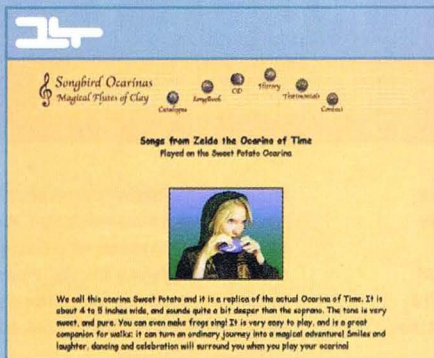 Songbird Ocarinas
Magical Flutes of Clay
Catalogue
SongBook
CD
History
Testimonials
Contact
Songs from Zelda the Ocarina of Time
Played on the Sweet Potato Ocarina
We call this ocarina Sweet Potato and it is a replica of the actual Ocarina of Time. It is
about 4 to 5 inches wide, and sounds quite a bit deeper than the soprano. The tone is very
sweet, and pure. You can even make frogs sing! It is very easy to play, and is a great
companion for walks: it can turn an ordinary journey into a magical adventure! Smiles and
laughter, dancing and celebration will surround you when you play your ocarina!